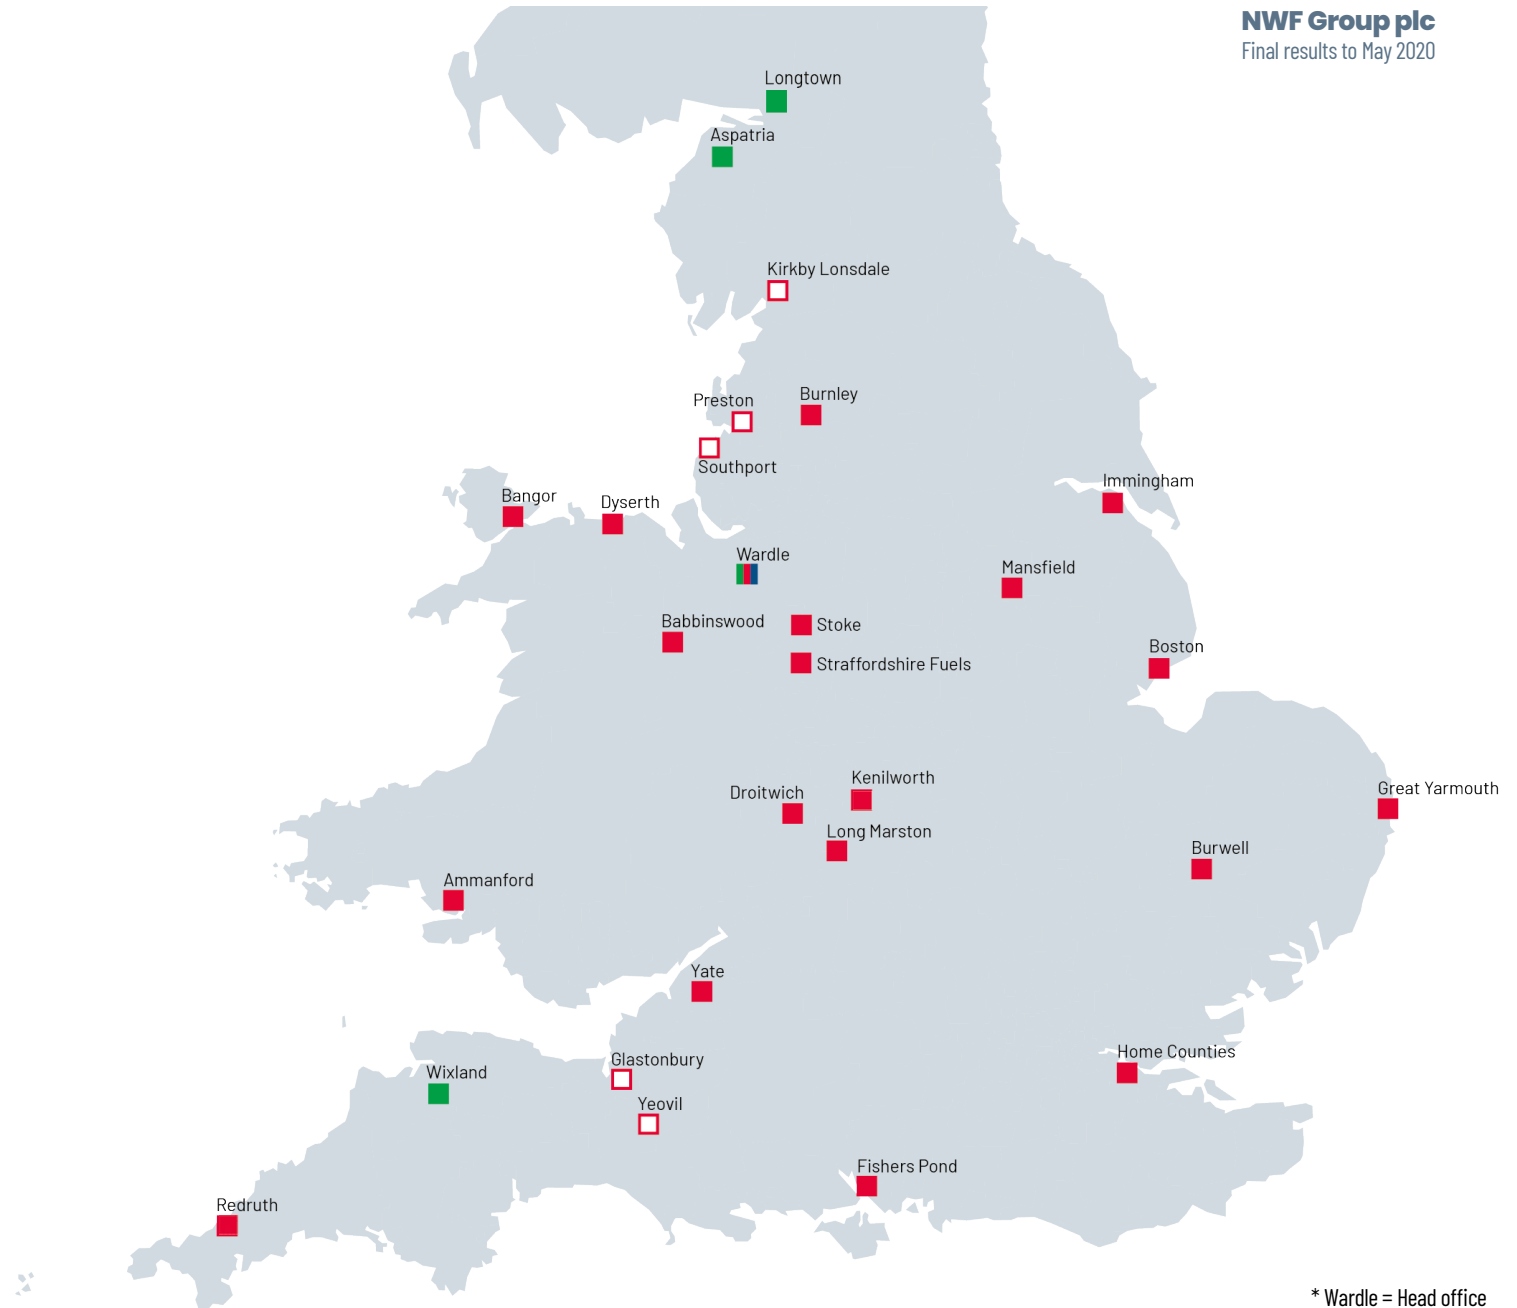 NWF Group plc
Final results to May 2020
Longtown
Aspatria
Kirkby Lonsdale
Preston
Burnley
Southport
Immingham
Bangor
Dyserth
Wardle
Mansfield
Babbinswood
Stoke
Boston
Straffordshire Fuels
Kenilworth
Droitwich
Great Yarmouth
Long Marston
Burwell
Ammanford
Yate
Home Counties
Glastonbury
Wixland
Yeovil
Fishers Pond
Redruth
* Wardle = Head office